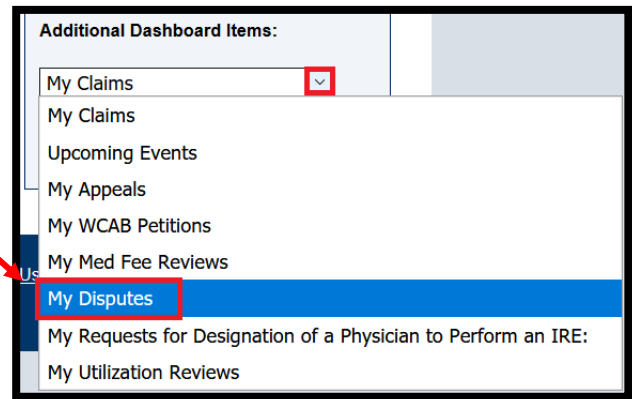 Additional Dashboard Items:
My Claims
My Claims
Upcoming Events
My Appeals
My WCAB Petitions
My Med Fee Reviews
Us
My Disputes
My Requests for Designation of a Physician to Perform an IRE:
My Utilization Reviews